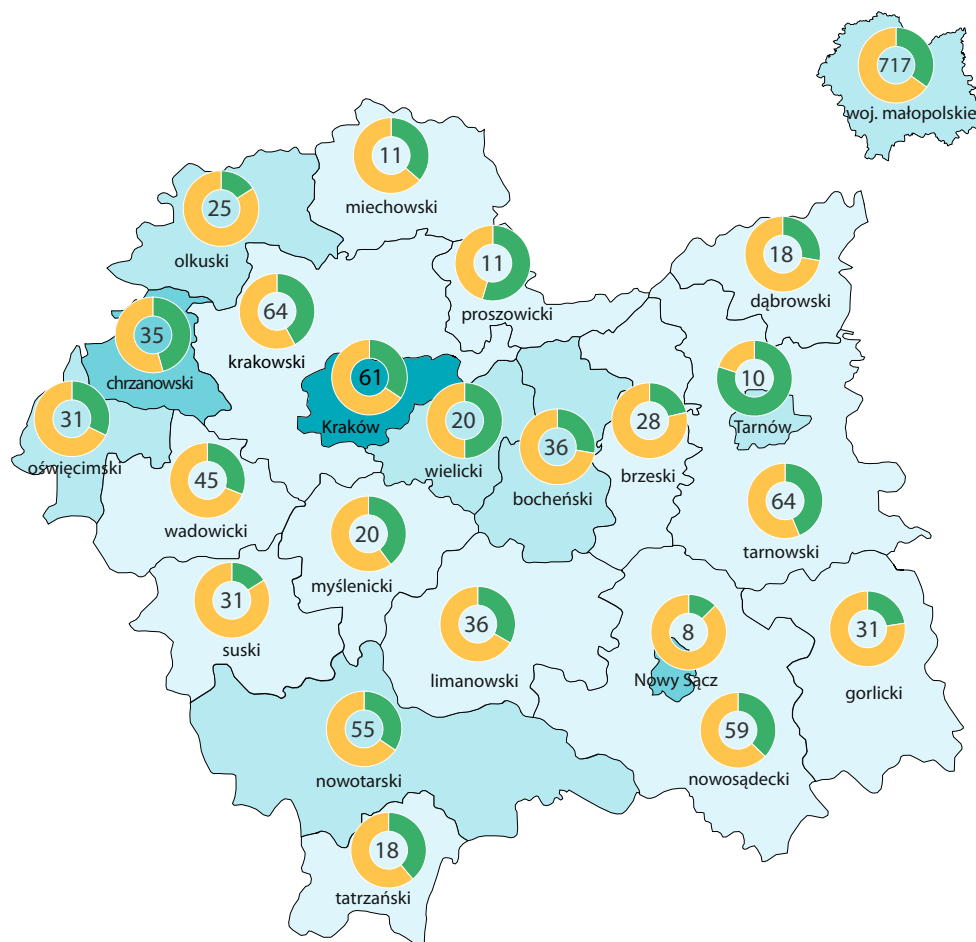 717
woj. małopolskie
11
miechowski
25
olkuski
11
proszowicki
18
dąbrowski
64
krakowski
35
chrzanowski
61
Kraków
10
Tarnów
31
oświęcimski
20
wielicki
36
bocheński
28
brzeski
45
wadowicki
64
tarnowski
20
myślenicki
31
suski
36
limanowski
8
Nowy Sącz
31
gorlicki
55
nowotarski
59
nowosądecki
18
tatrzański